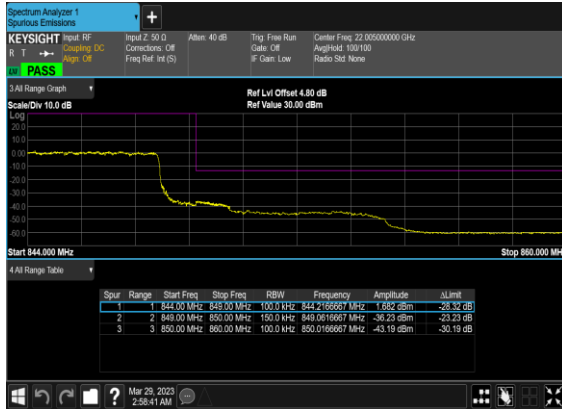 Spectrum Analyzer 1
Spurious Emissions
+
KEYSIGHT Input: RF Input Z: 50 Ω Atten: 40 dB Trig: Free Run Center Freq: 22.005000000 GHz
R T Coupling: DC Corrections: Off Gate: Off Avg|Hold: 100/100
Align: Off Freq Ref: Int (S) IF Gain: Low Radio Std: None
PASS
3 All Range Graph
Ref Lvl Offset 4.80 dB
Scale/Div 10.0 dB Ref Value 30.00 dBm
Log
20.0
10.0
0.00
-10.0
-20.0
-30.0
-40.0
-50.0
-60.0
Start 844.000 MHz Stop 860.000 MHz
4 All Range Table
Spur Range Start Freq Stop Freq RBW Frequency Amplitude ΔLimit
1 1 844.00 MHz 849.00 MHz 100.0 kHz 844.2166667 MHz 1.682 dBm -28.32 dB
2 2 849.00 MHz 850.00 MHz 150.0 kHz 849.0616667 MHz -36.23 dBm -23.23 dB
3 3 850.00 MHz 860.00 MHz 100.0 kHz 850.0166667 MHz -43.19 dBm -30.19 dB
? Mar 29, 2023
2:58:41 AM